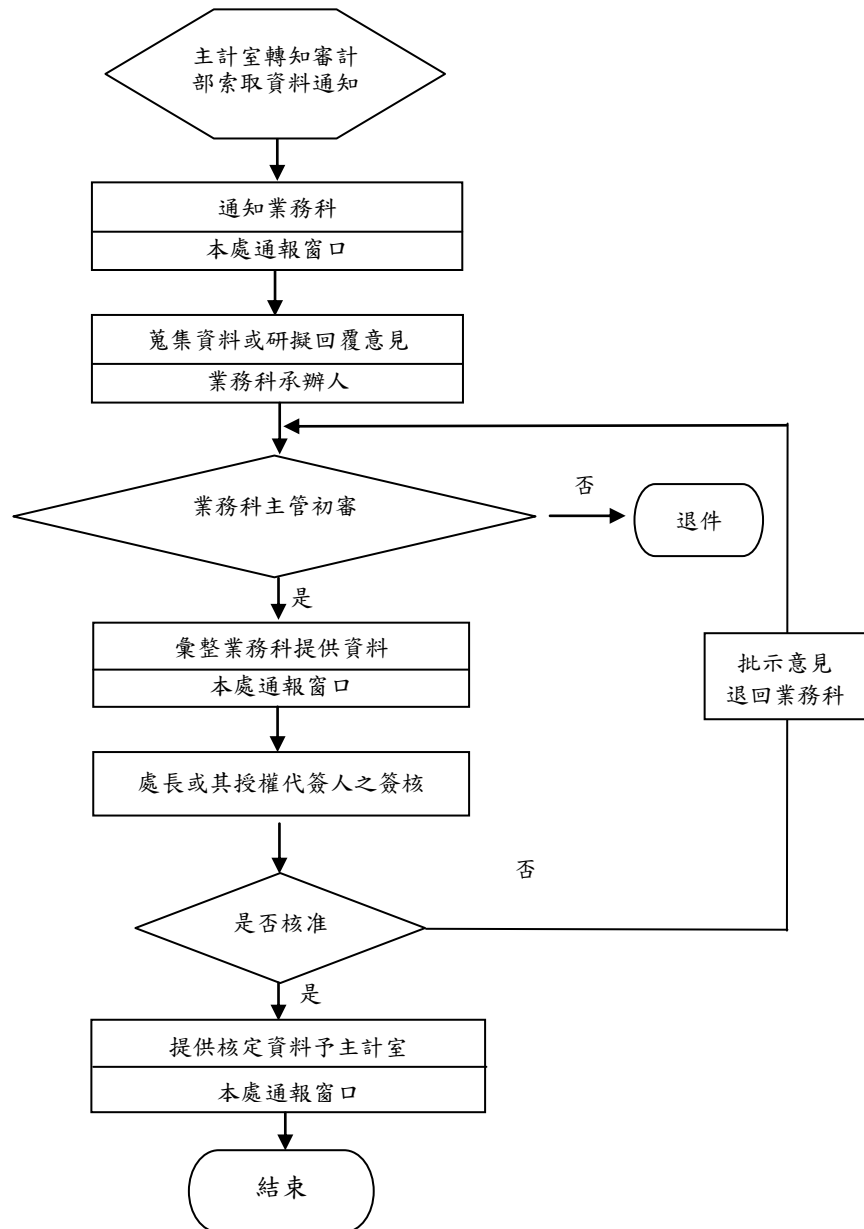 主計室轉知審計
部索取資料通知
通知業務科
本處通報窗口
蒐集資料或研擬回覆意見
業務科承辦人
業務科主管初審
否
退件
是
彙整業務科提供資料
本處通報窗口
批示意見
退回業務科
處長或其授權代簽人之簽核
否
是否核准
是
提供核定資料予主計室
本處通報窗口
結束